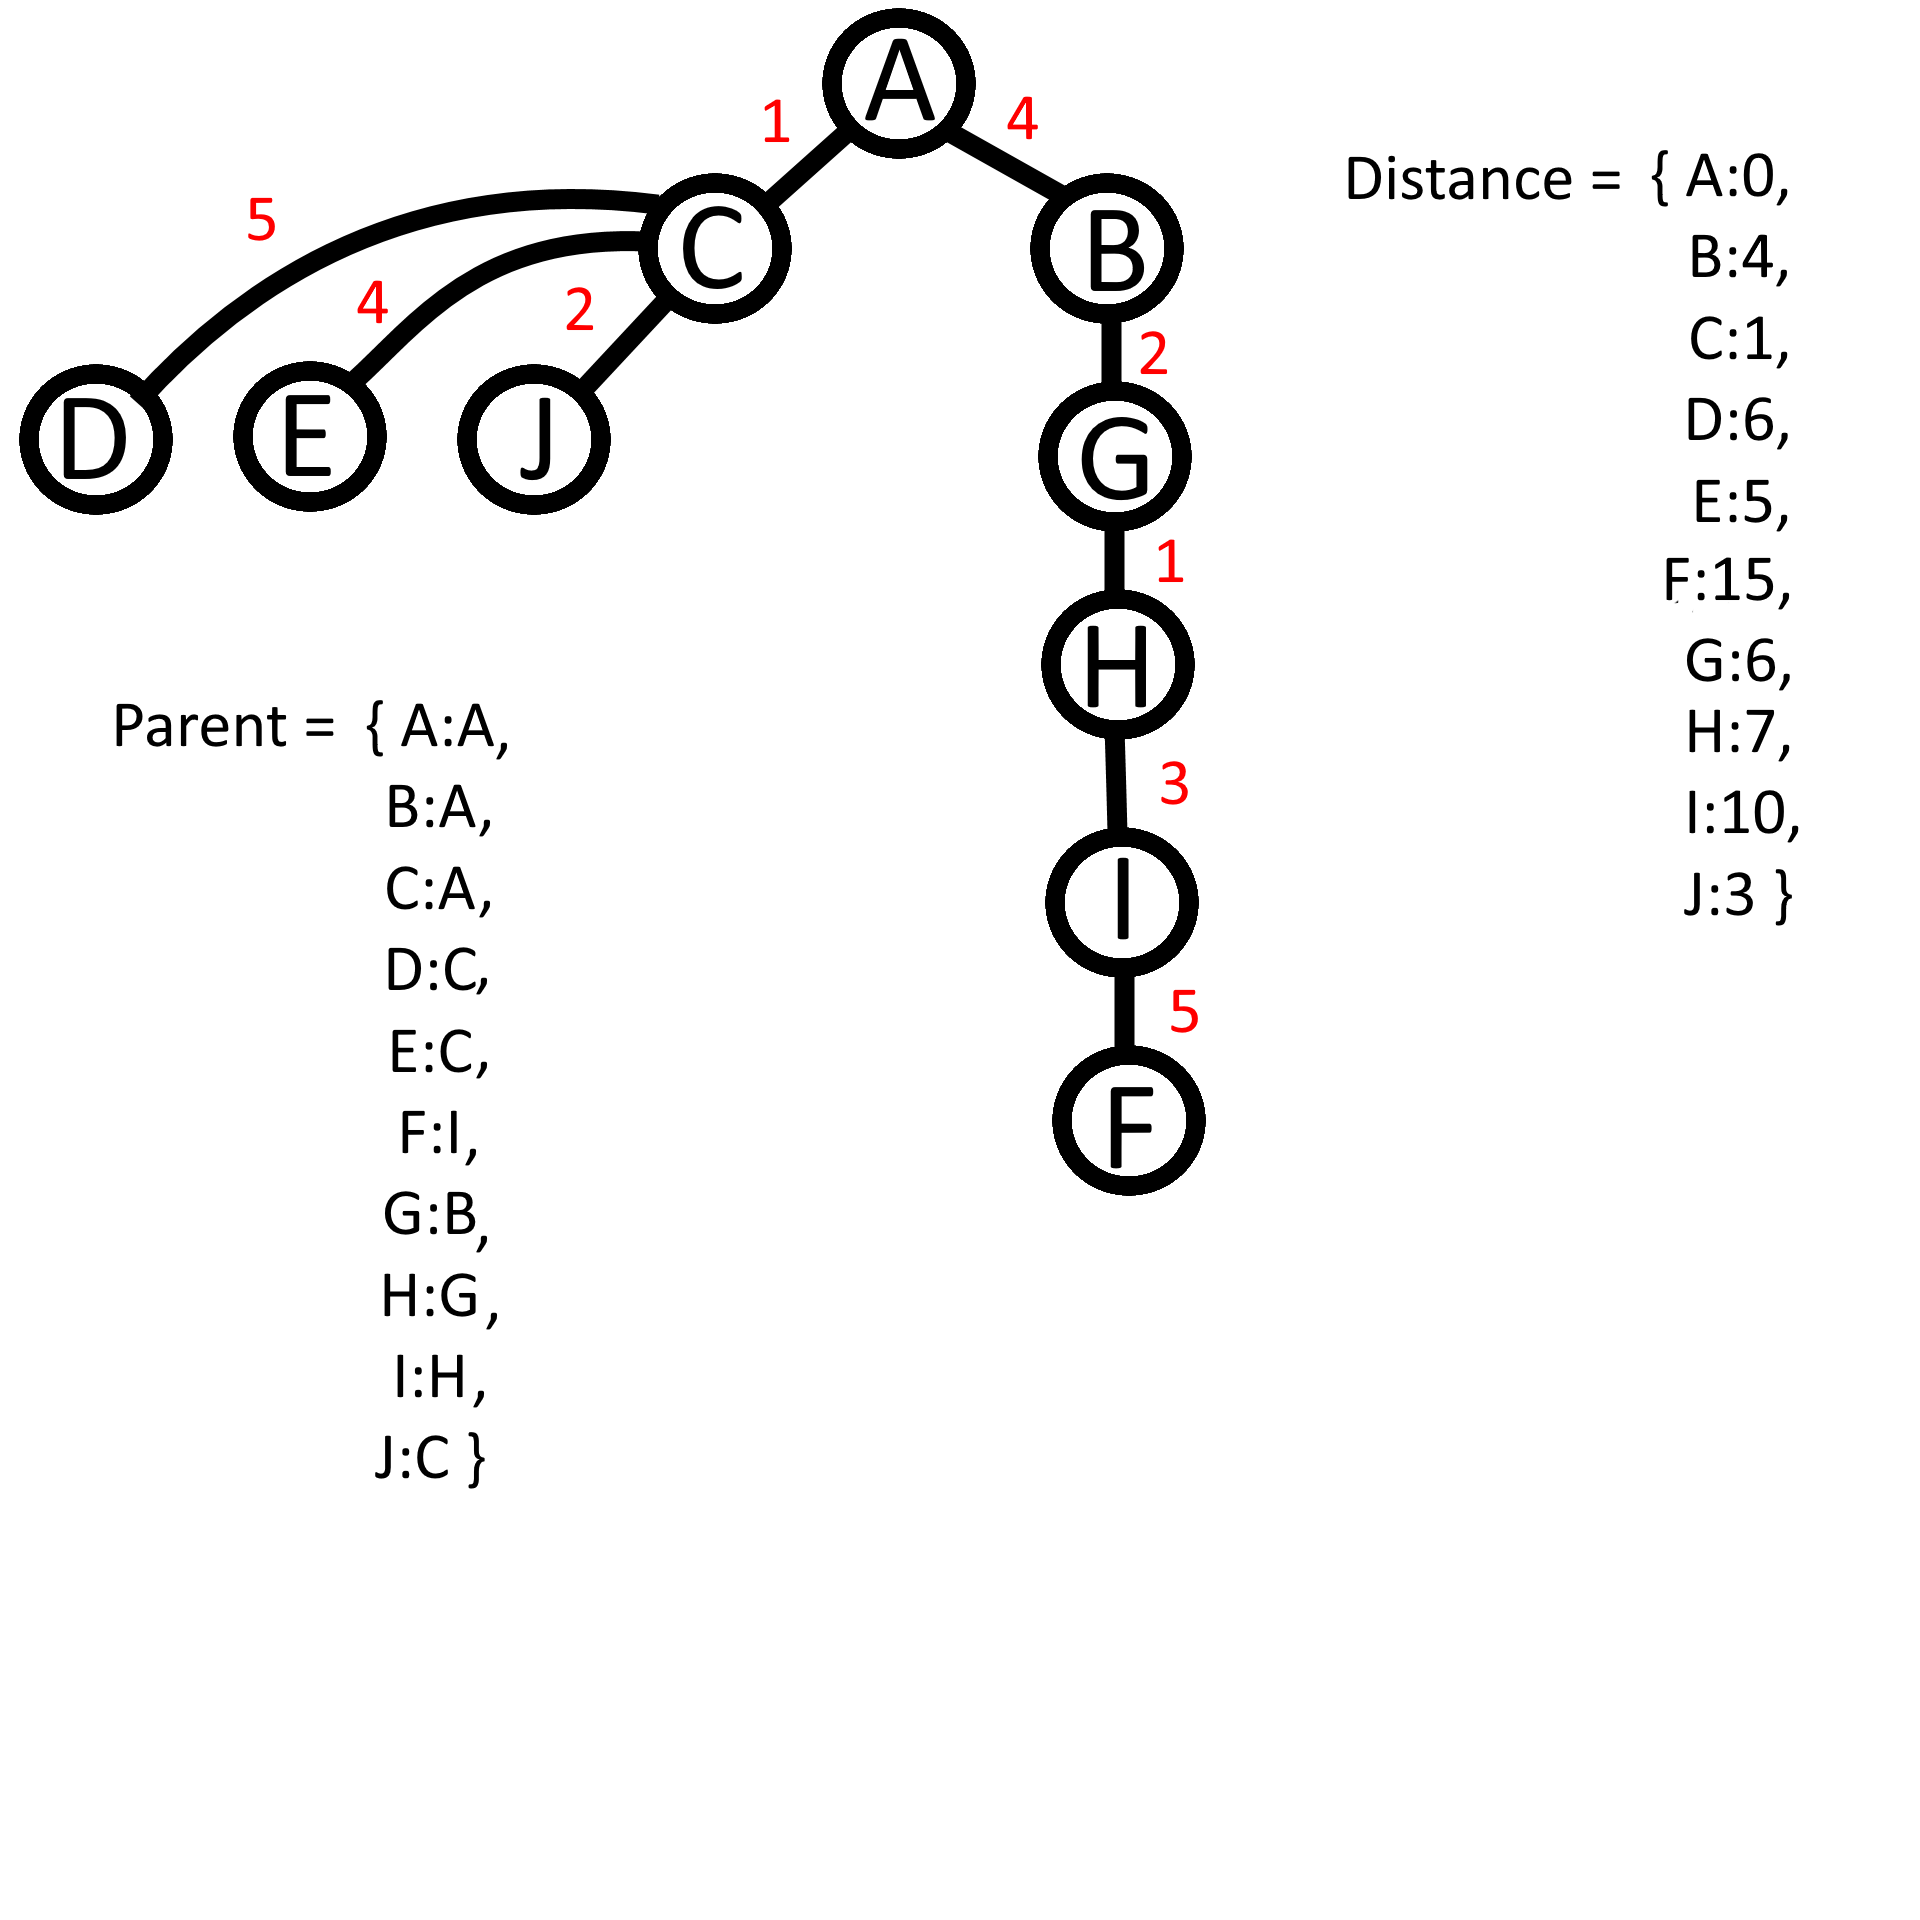 A
1
4
C
B
5
4
2
2
D
E
J
G
1
H
3
I
5
F
Distance = { A:0,
B:4,
C:1,
D:6,
E:5,
F:15,
G:6,
H:7,
I:10,
J:3 }
Parent = { A:A,
B:A,
C:A,
D:C,
E:C,
F:I,
G:B,
H:G,
I:H,
J:C }